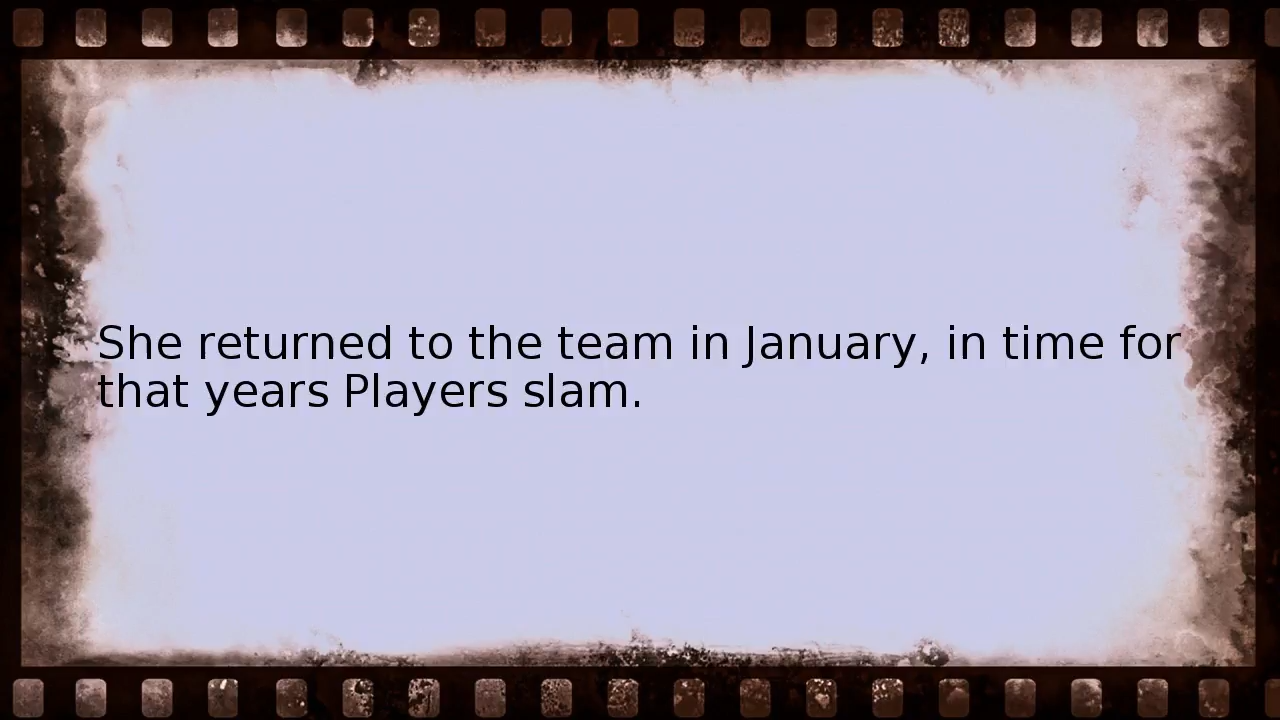 She returned to the team in January, in time for
that years Players slam.